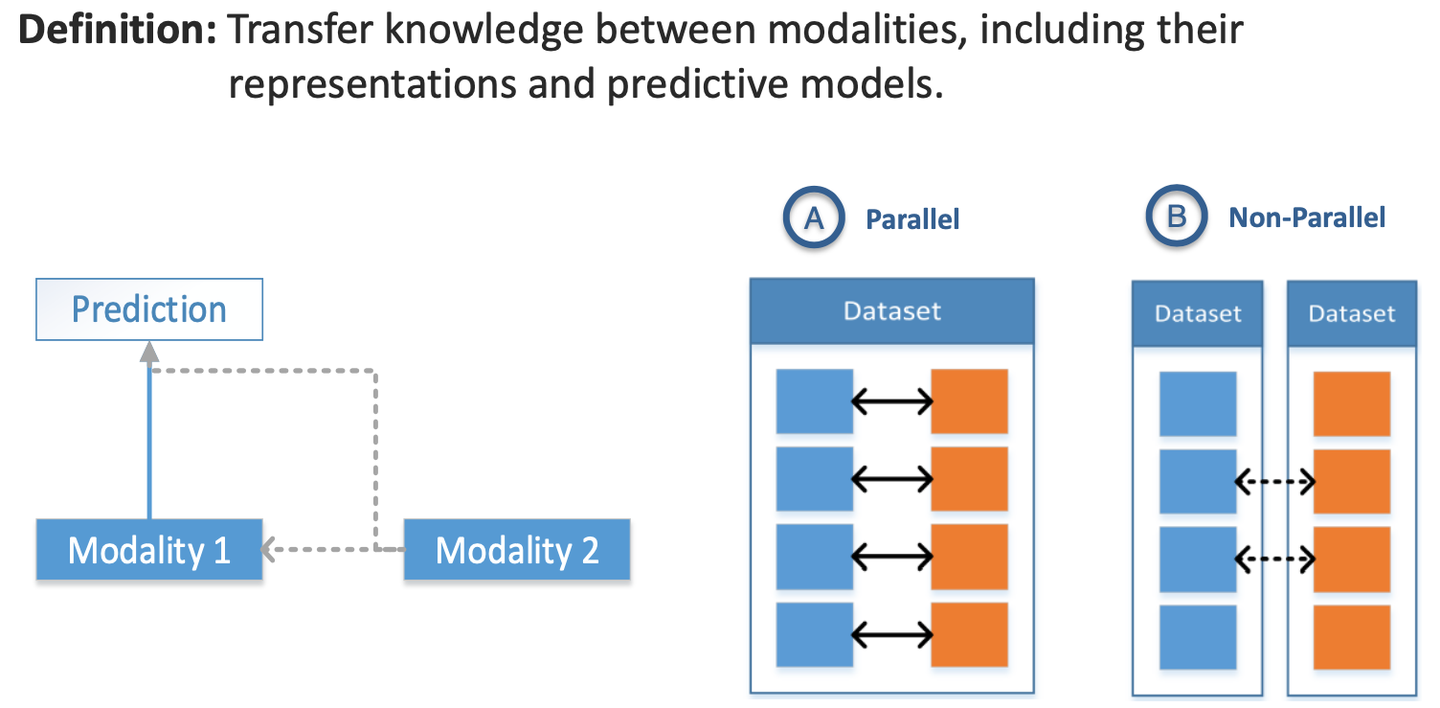 Definition: Transfer knowledge between modalities, including their
representations and predictive models.
A Parallel
B Non-Parallel
Prediction
Dataset
Dataset
Dataset
Modality 1
Modality 2